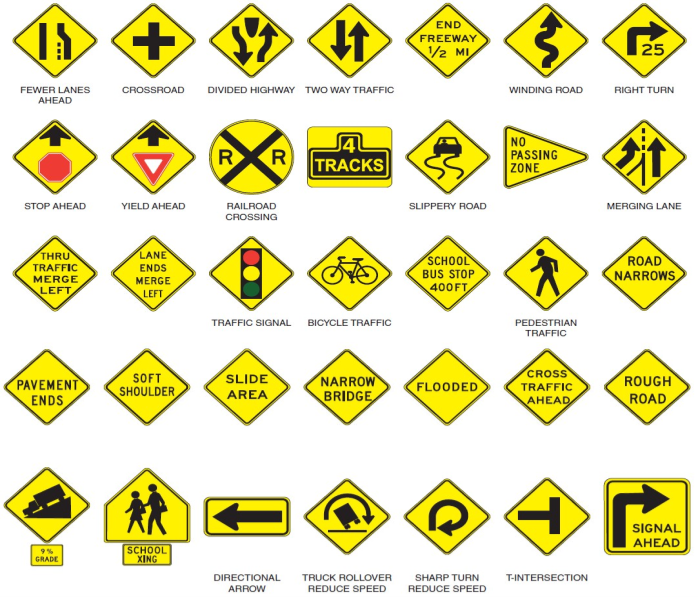 END
FREEWAY
1/2 MI
25
FEWER LANES
AHEAD
CROSSROAD
DIVIDED HIGHWAY
TWO WAY TRAFFIC
WINDING ROAD
RIGHT TURN
R R
4
TRACKS
NO
PASSING
ZONE
STOP AHEAD
YIELD AHEAD
RAILROAD
CROSSING
SLIPPERY ROAD
MERGING LANE
THRU
TRAFFIC
MERGE
LEFT
LANE
ENDS
MERGE
LEFT
SCHOOL
BUS STOP
400FT
ROAD
NARROWS
TRAFFIC SIGNAL
BICYCLE TRAFFIC
PEDESTRIAN
TRAFFIC
PAVEMENT
ENDS
SOFT
SHOULDER
SLIDE
AREA
NARROW
BRIDGE
FLOODED
CROSS
TRAFFIC
AHEAD
ROUGH
ROAD
9%
GRADE
SCHOOL
XING
SIGNAL
AHEAD
DIRECTIONAL
ARROW
TRUCK ROLLOVER
REDUCE SPEED
SHARP TURN
REDUCE SPEED
T-INTERSECTION